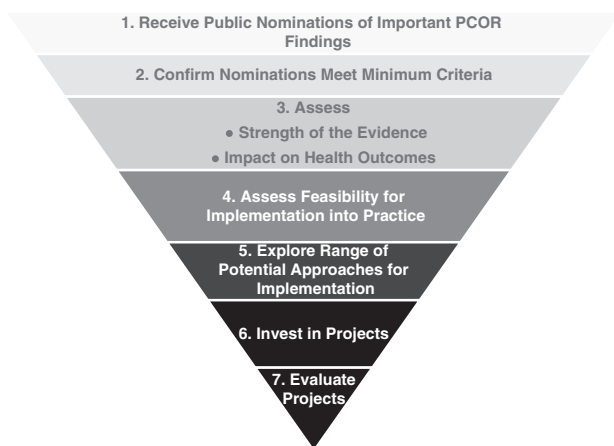 1. Receive Public Nominations of Important PCOR
Findings
2. Confirm Nominations Meet Minimum Criteria
3. Assess
● Strength of the Evidence
● Impact on Health Outcomes
4. Assess Feasibility for
Implementation into Practice
5. Explore Range of
Potential Approaches for
Implementation
6. Invest in Projects
7. Evaluate
Projects